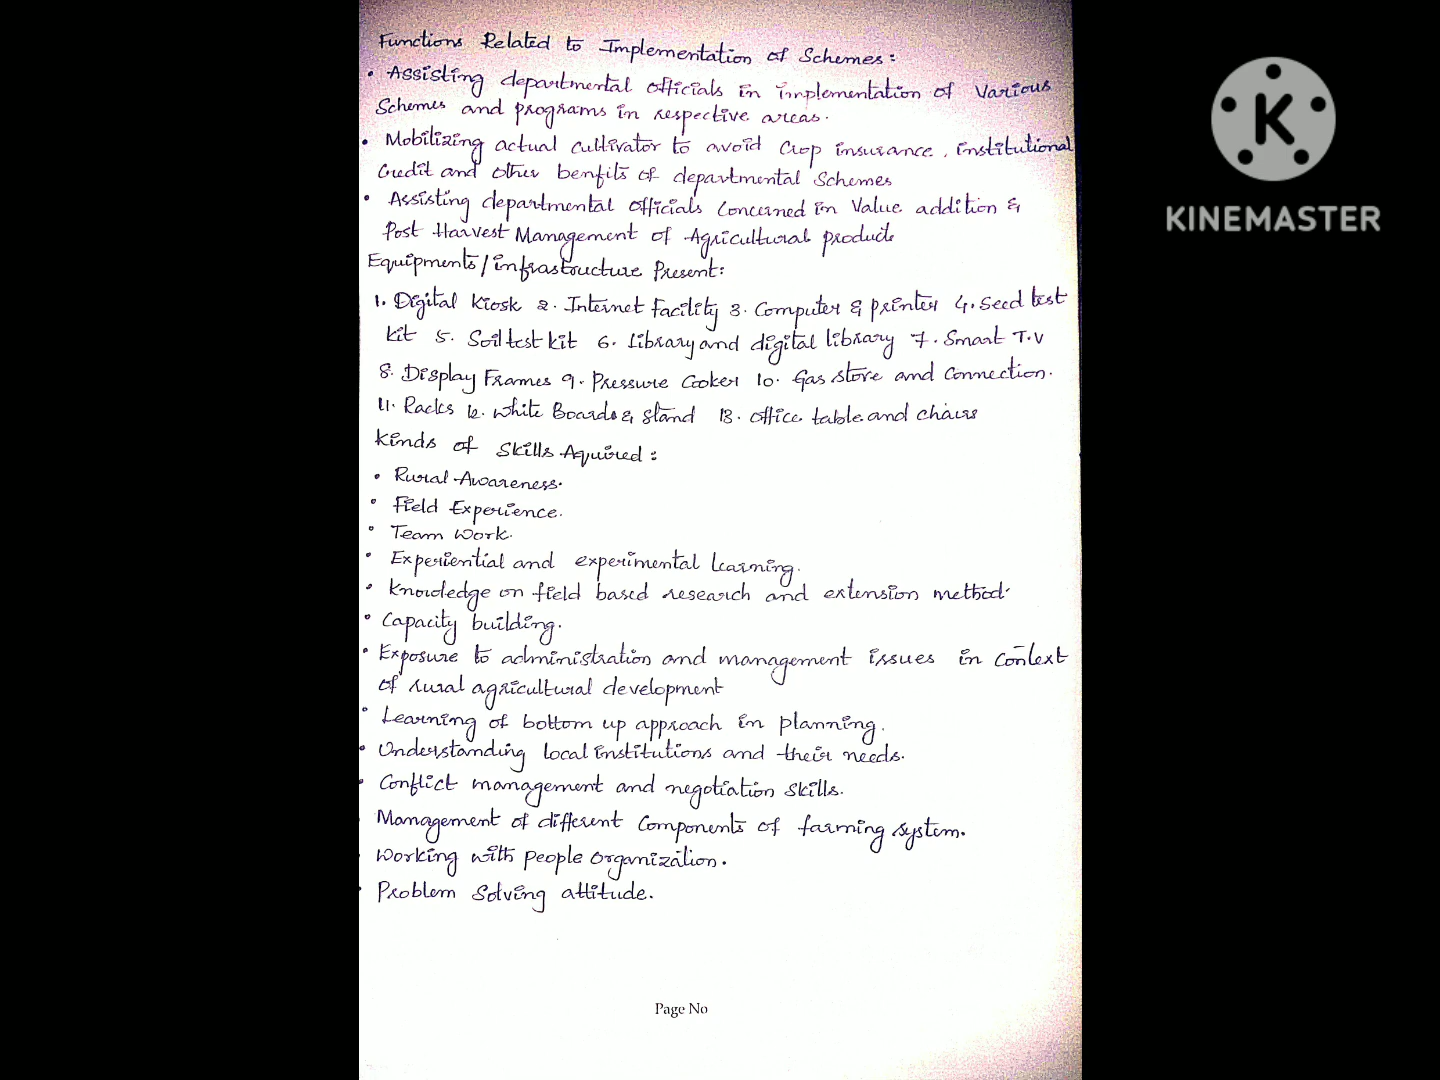 Functions Related to Implementation of Schemes:
• Assisting departmental officials in implementation of various
Schemes and programs in respective areas.
• Mobilizing actual cultivator to avoid crop insurance, institutional
Credit and other benfits of departmental Schemes
• Assisting departmental officials Concerned in Value addition &
Post Harvest Management of Agricultural products
Equipments/infrastructure Present:
1. Digital Kiosk 2. Internet facility 3. Computer & printer 4. Seed test
kit 5. Soil test kit 6. Library and digital library 7. Smart T.V
8. Display Frames 9. Pressure Cooker 10. Gas store and Connection.
11. Racks 12. White Boards & stand 13. office table and chairs
Kinds of Skills Aquired:
• Rural Awareness.
• Field Experience.
• Team Work.
• Experiential and experimental Learning.
• Knowledge on field based research and extension method.
• Capacity building.
• Exposure to administration and management issues in Context
of rural agricultural development
• Learning of bottom up approach in planning.
• Understanding local institutions and their needs.
• Conflict management and negotiation skills.
Management of different Components of farming system.
• Working with people Organization.
• Problem Solving attitude.
Page No
K
KINEMASTER